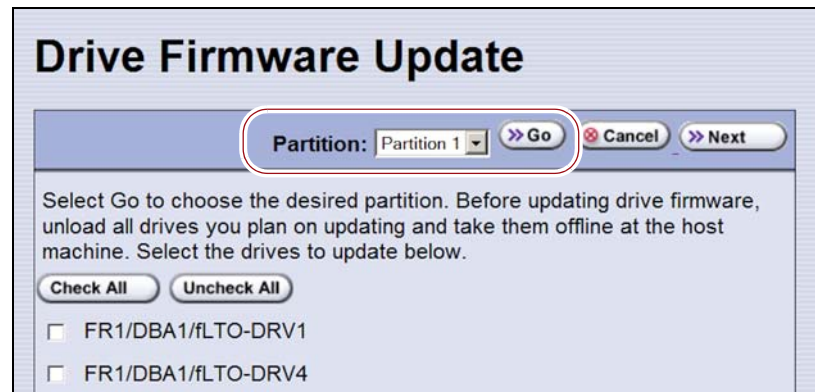 Drive Firmware Update
Partition: Partition 1 Go Cancel Next
Select Go to choose the desired partition. Before updating drive firmware,
unload all drives you plan on updating and take them offline at the host
machine. Select the drives to update below.
Check All Uncheck All
FR1/DBA1/fLTO-DRV1
FR1/DBA1/fLTO-DRV4